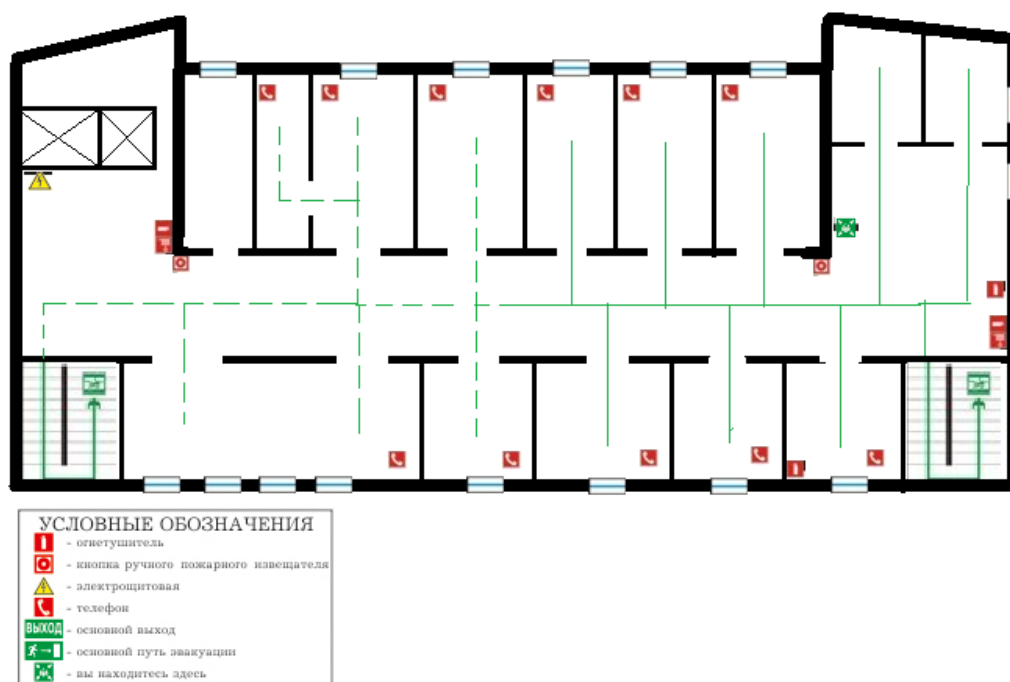 УСЛОВНЫЕ ОБОЗНАЧЕНИЯ
- огнетушитель
- кнопка ручного пожарного извещателя
- электрощитовая
- телефон
ВЫХОД - основной выход
- основной путь эвакуации
- вы находитесь здесь